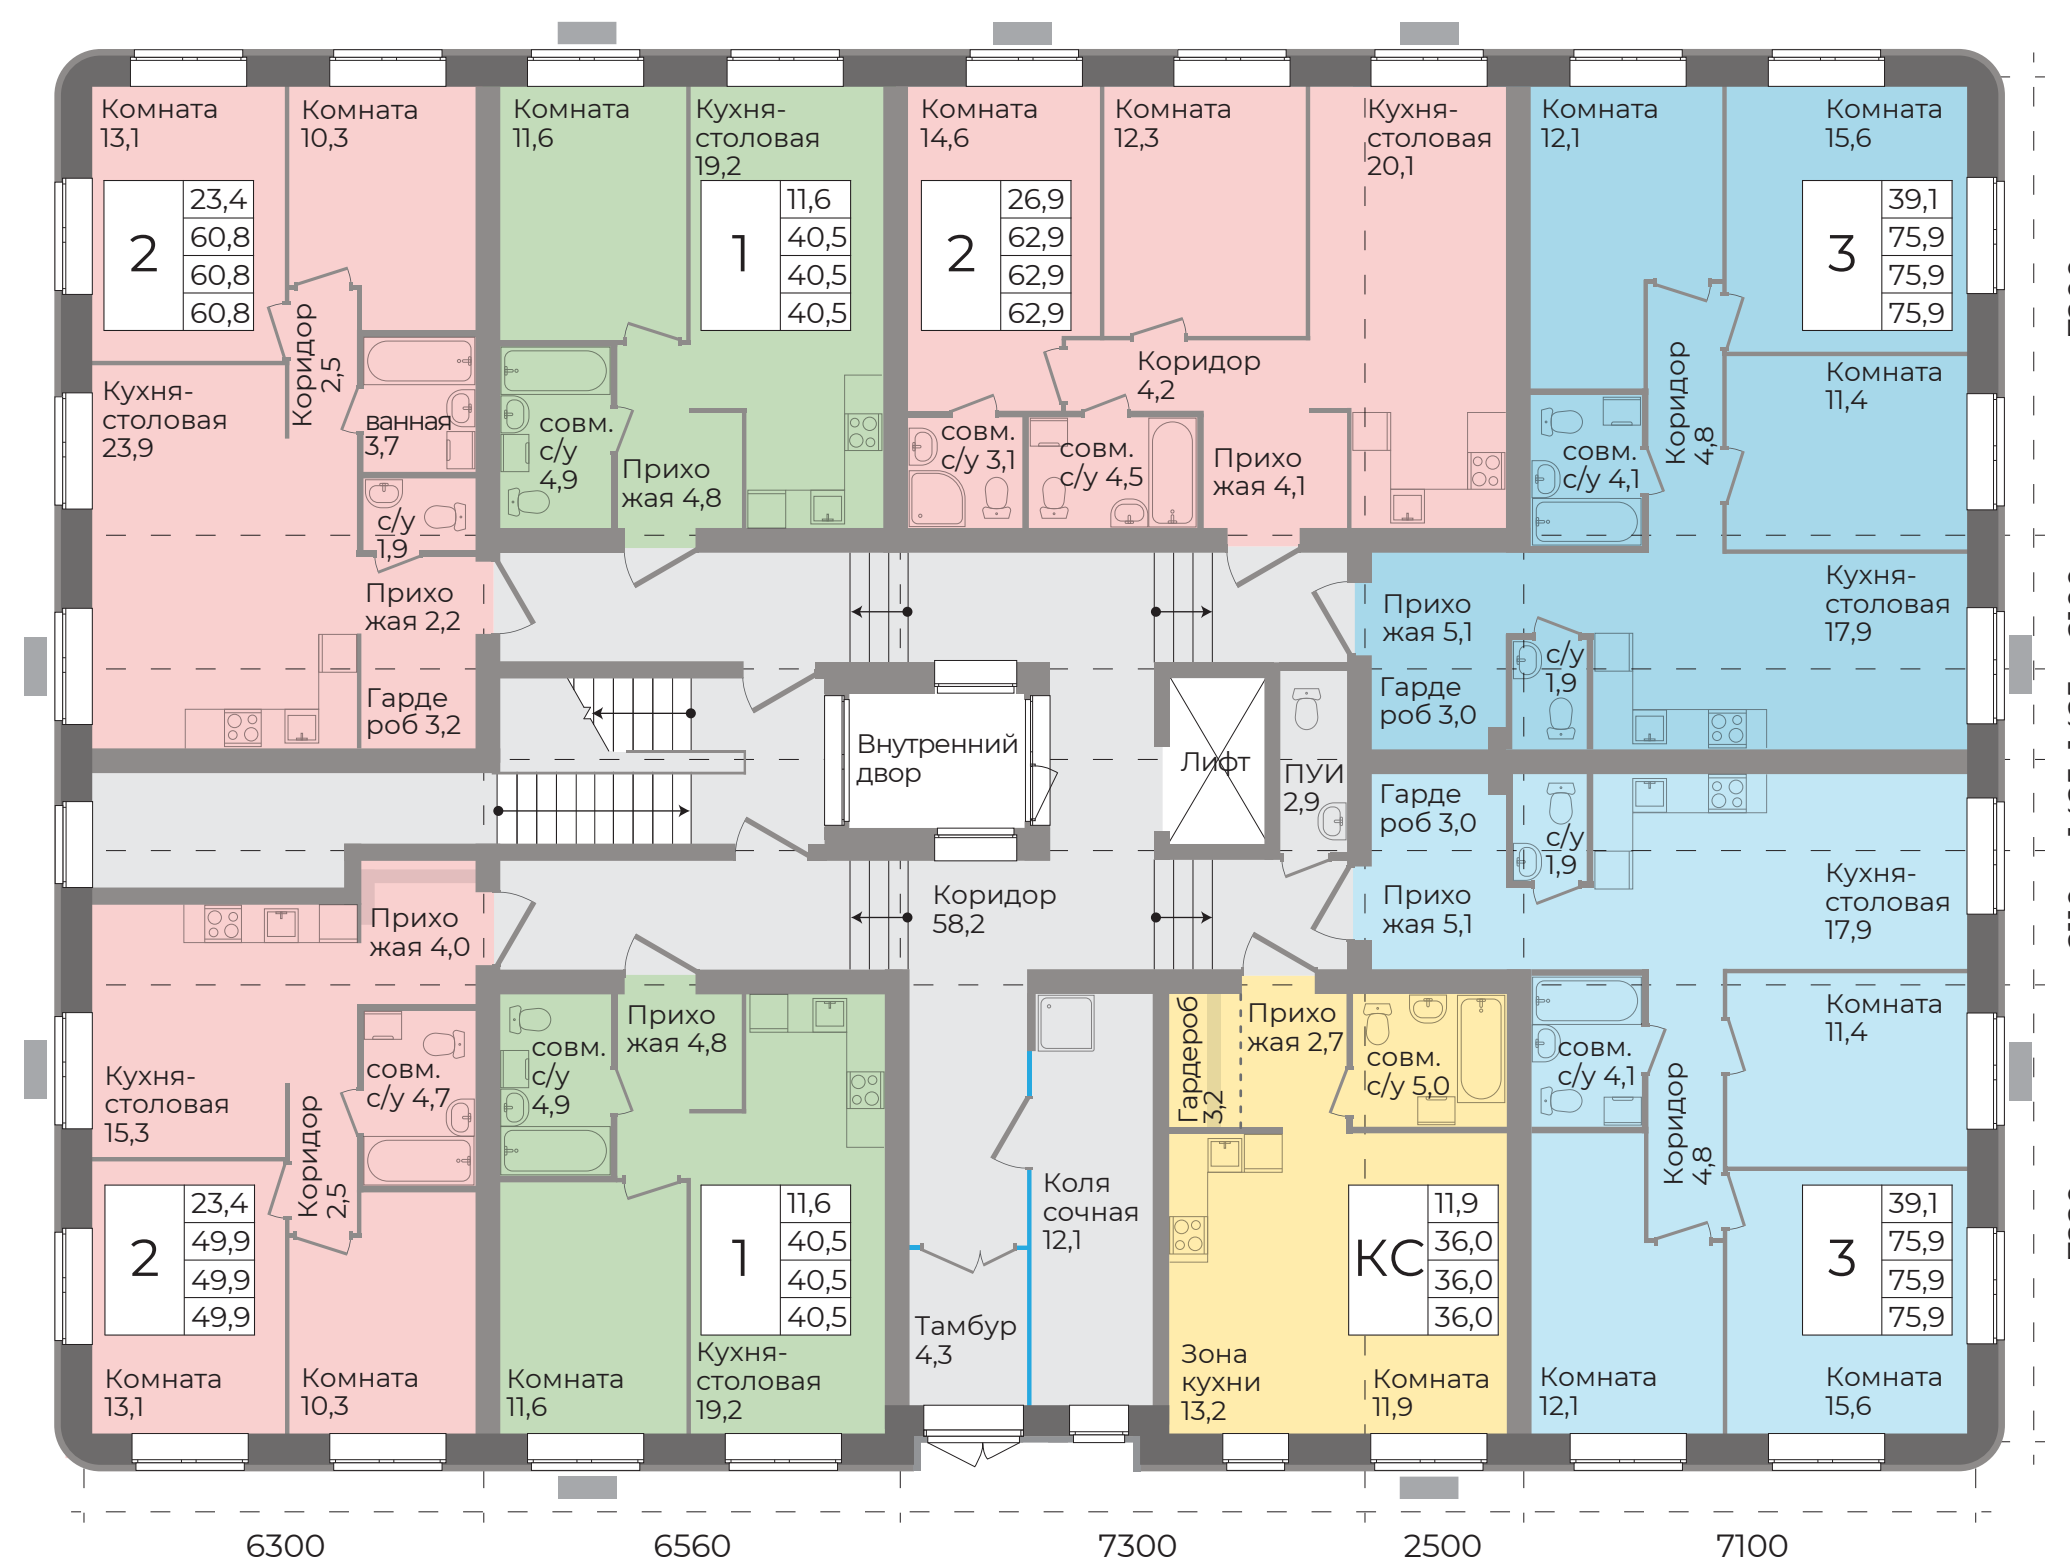 Комната
13,1
Комната
10,3
2
23,4
60,8
60,8
60,8
Коридор
2,5
Кухня-
столовая
23,9
ванная
3,7
с/у
1,9
Прихо
жая 2,2
Гарде
роб 3,2
Комната
11,6
Кухня-
столовая
19,2
1
11,6
40,5
40,5
40,5
совм.
с/у
4,9
Прихо
жая 4,8
Комната
14,6
Комната
12,3
Кухня-
столовая
20,1
2
26,9
62,9
62,9
62,9
Коридор
4,2
совм.
с/у 3,1
совм.
с/у 4,5
Прихо
жая 4,1
Комната
12,1
Комната
15,6
3
39,1
75,9
75,9
75,9
Коридор
4,8
Комната
11,4
совм.
с/у 4,1
Кухня-
столовая
17,9
Прихо
жая 5,1
с/у
1,9
Гарде
роб 3,0
Внутренний
двор
Лифт
ПУИ
2,9
Коридор
58,2
Гарде
роб 3,0
с/у
1,9
Прихо
жая 5,1
Кухня-
столовая
17,9
Комната
11,4
совм.
с/у 4,1
Коридор
4,8
3
39,1
75,9
75,9
75,9
Комната
12,1
Комната
15,6
Прихо
жая 4,0
совм.
с/у 4,7
Кухня-
столовая
15,3
Коридор
2,5
2
23,4
49,9
49,9
49,9
Комната
13,1
Комната
10,3
Прихо
жая 4,8
совм.
с/у
4,9
1
11,6
40,5
40,5
40,5
Комната
11,6
Кухня-
столовая
19,2
Коля
сочная
12,1
Тамбур
4,3
Гардероб
3,2
Прихо
жая 2,7
совм.
с/у 5,0
КС
11,9
36,0
36,0
36,0
Зона
кухни
13,2
Комната
11,9
6300
6560
7300
2500
7100